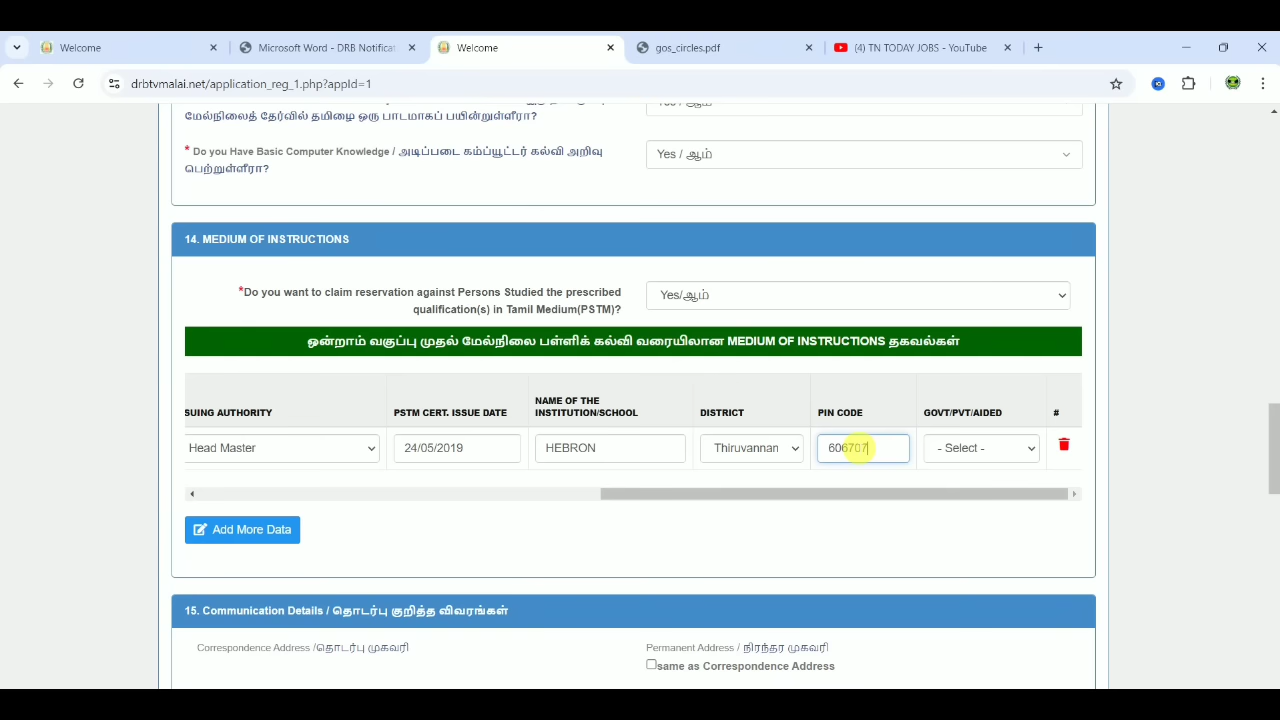 Welcome
Microsoft Word - DRB Notificat
Welcome
gos_circles.pdf
(4) TN TODAY JOBS - YouTube
drbtvmalai.net/application_reg_1.php?appId=1
மேல்நிலைத் தேர்வில் தமிழை ஒரு பாடமாகப் பயின்றுள்ளீரா?
Yes / ஆம்
* Do you Have Basic Computer Knowledge / அடிப்படை கம்ப்யூட்டர் கல்வி அறிவு
பெற்றுள்ளீரா?
Yes / ஆம்
14. MEDIUM OF INSTRUCTIONS
*Do you want to claim reservation against Persons Studied the prescribed
qualification(s) in Tamil Medium(PSTM)?
Yes/ஆம்
ஒன்றாம் வகுப்பு முதல் மேல்நிலை பள்ளிக் கல்வி வரையிலான MEDIUM OF INSTRUCTIONS தகவல்கள்
SUING AUTHORITY
PSTM CERT. ISSUE DATE
NAME OF THE
INSTITUTION/SCHOOL
DISTRICT
PIN CODE
GOVT/PVT/AIDED
#
Head Master
24/05/2019
HEBRON
Thiruvannan
606707
- Select -
Add More Data
15. Communication Details / தொடர்பு குறித்த விவரங்கள்
Correspondence Address /தொடர்பு முகவரி
Permanent Address / நிரந்தர முகவரி
same as Correspondence Address